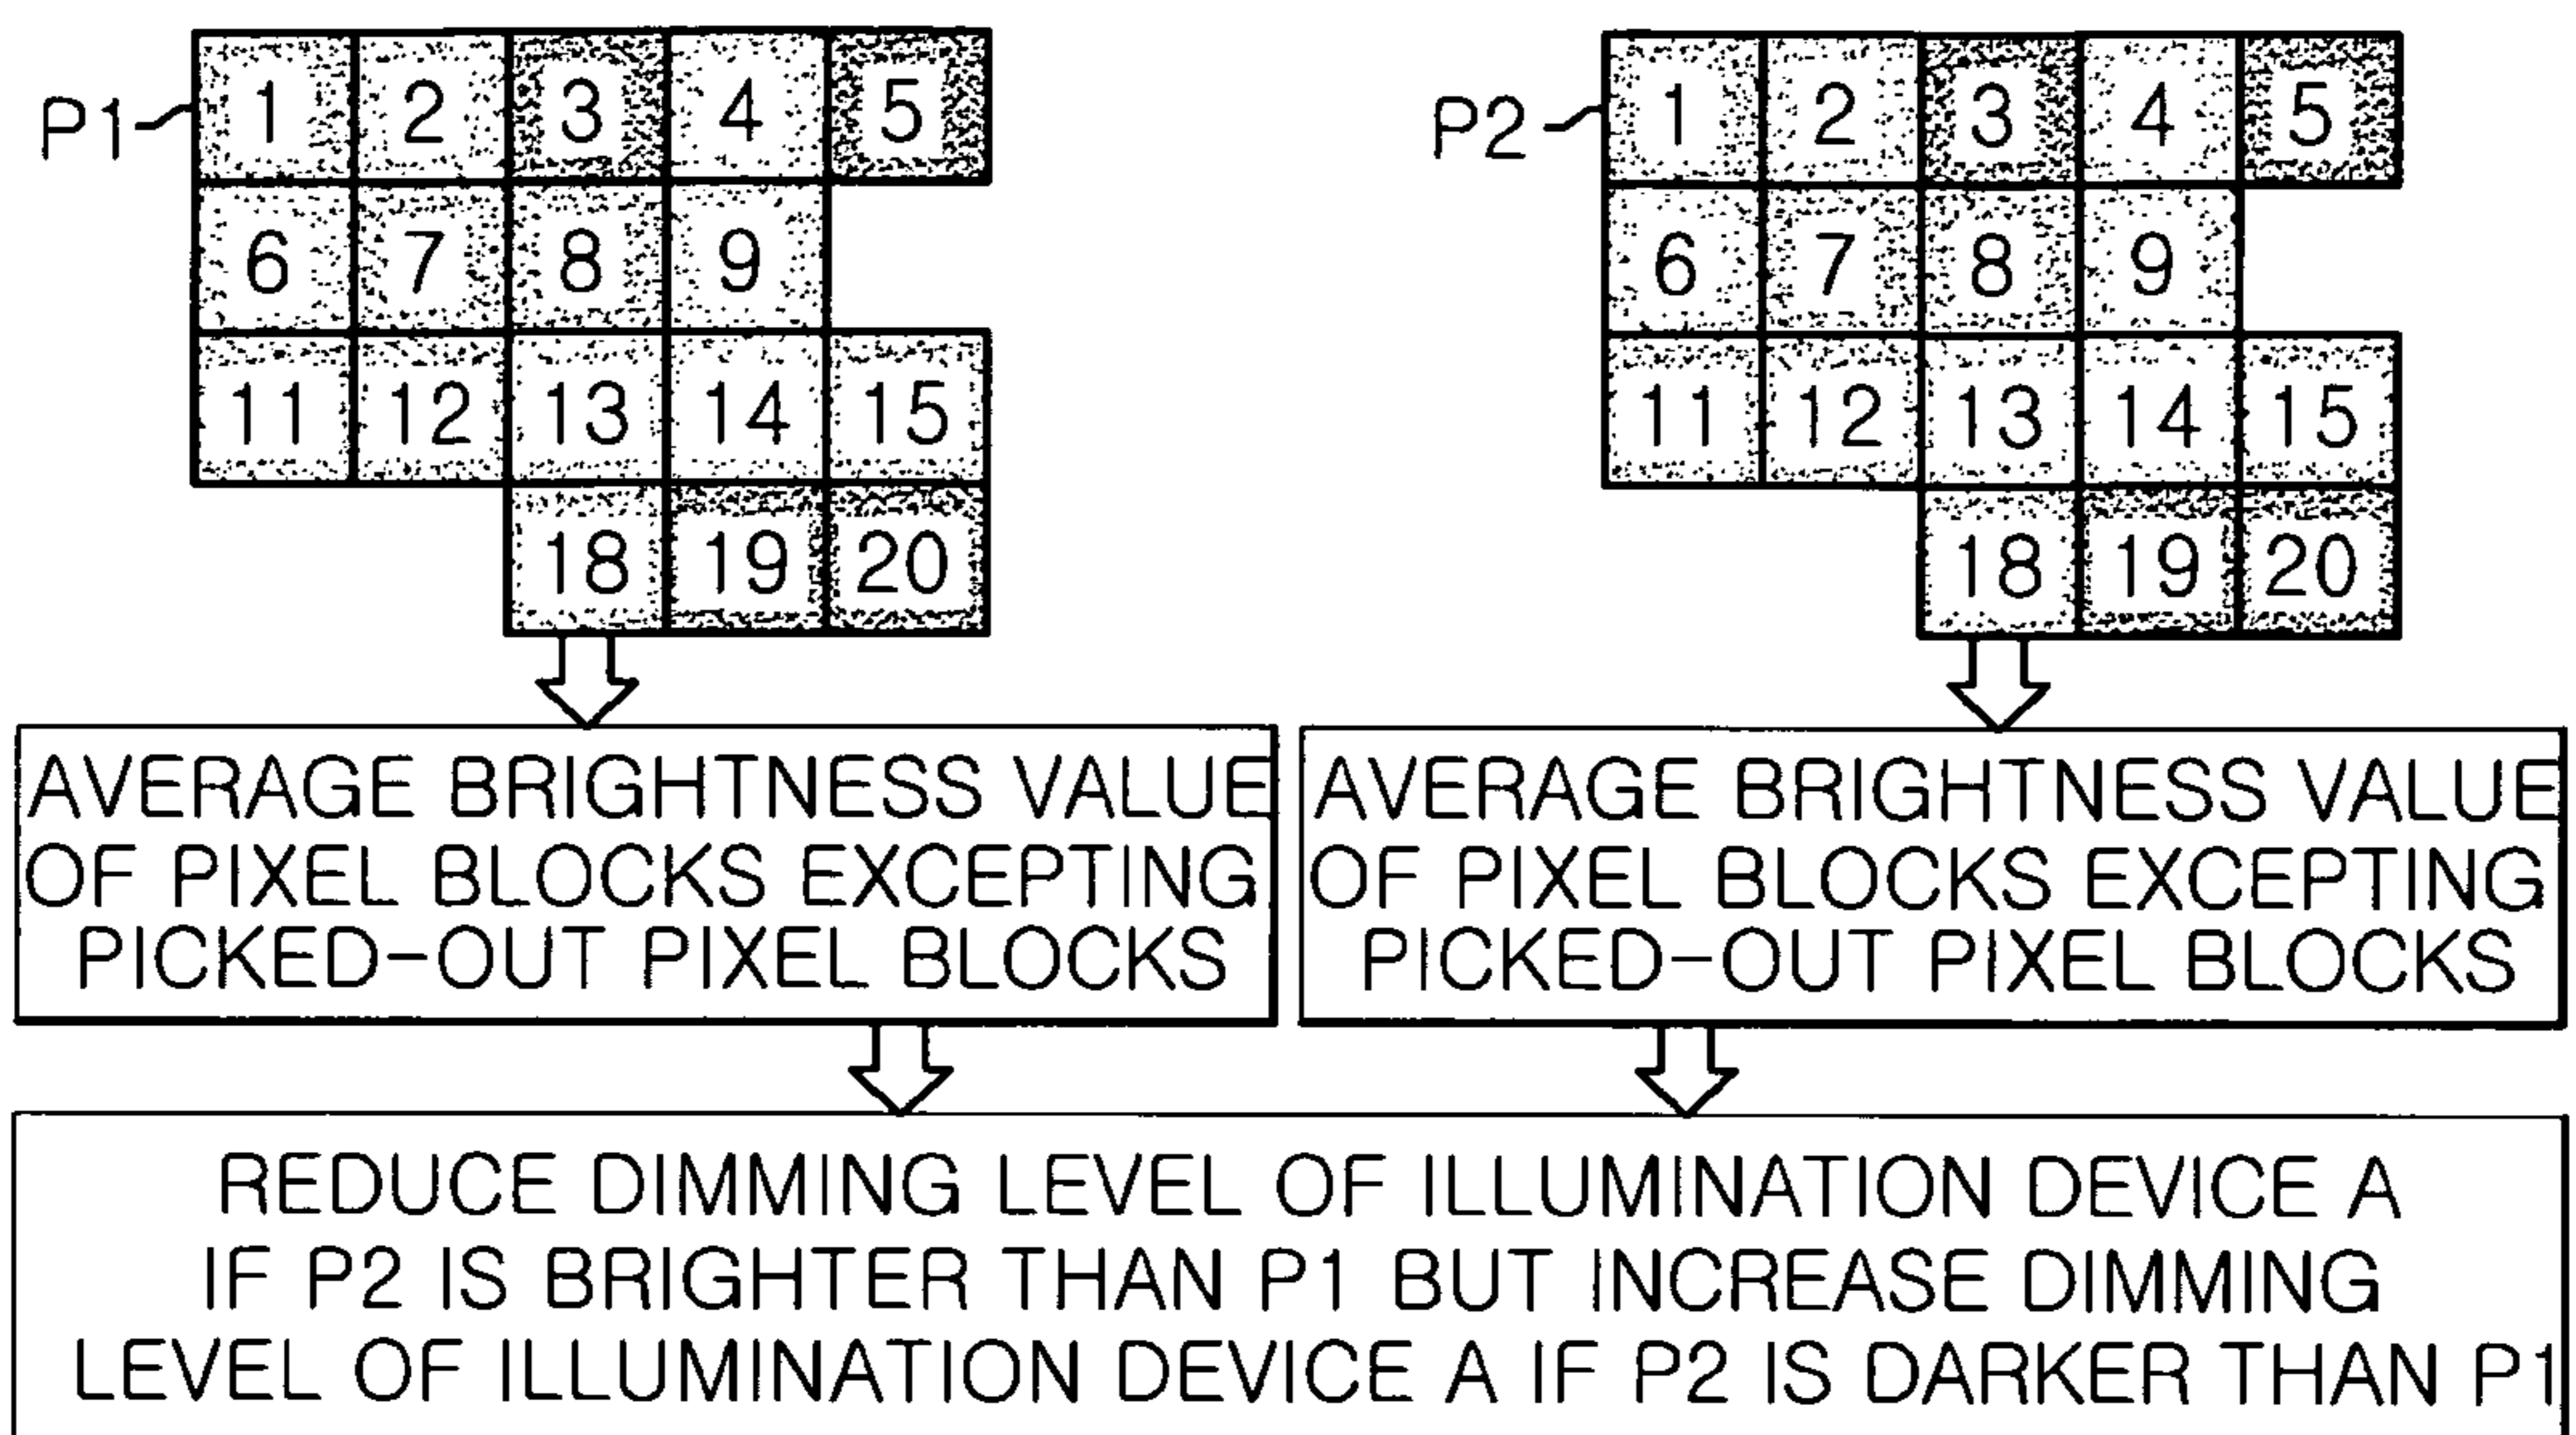 P1 1 2 3 4 5
6 7 8 9
11 12 13 14 15
18 19 20
P2 1 2 3 4 5
6 7 8 9
11 12 13 14 15
18 19 20
AVERAGE BRIGHTNESS VALUE
OF PIXEL BLOCKS EXCEPTING
PICKED-OUT PIXEL BLOCKS
AVERAGE BRIGHTNESS VALUE
OF PIXEL BLOCKS EXCEPTING
PICKED-OUT PIXEL BLOCKS
REDUCE DIMMING LEVEL OF ILLUMINATION DEVICE A
IF P2 IS BRIGHTER THAN P1 BUT INCREASE DIMMING
LEVEL OF ILLUMINATION DEVICE A IF P2 IS DARKER THAN P1